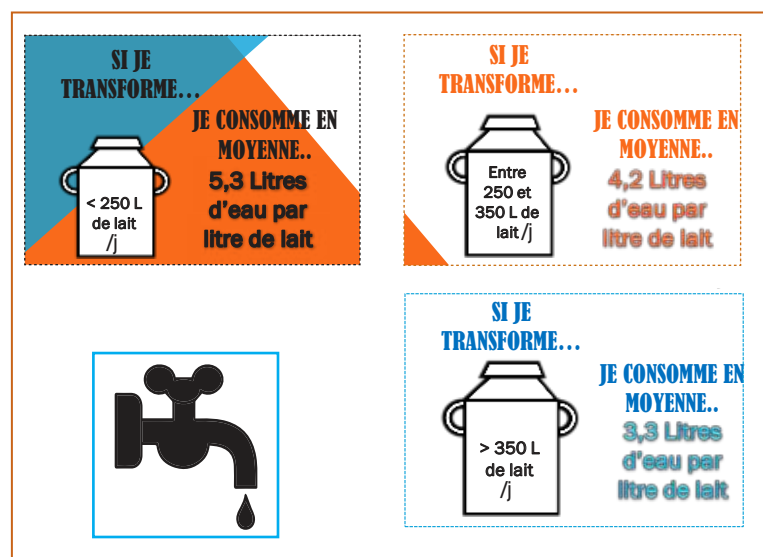 SI JE
TRANSFORME…
JE CONSOMME EN
MOYENNE..
< 250 L
de lait
/j
5,3 Litres
d'eau par
litre de lait
SI JE
TRANSFORME…
JE CONSOMME EN
MOYENNE..
Entre
250 et
350 L de
lait /j
4,2 Litres
d'eau par
litre de lait
SI JE
TRANSFORME…
JE CONSOMME EN
MOYENNE..
> 350 L
de lait
/j
3,3 Litres
d'eau par
litre de lait